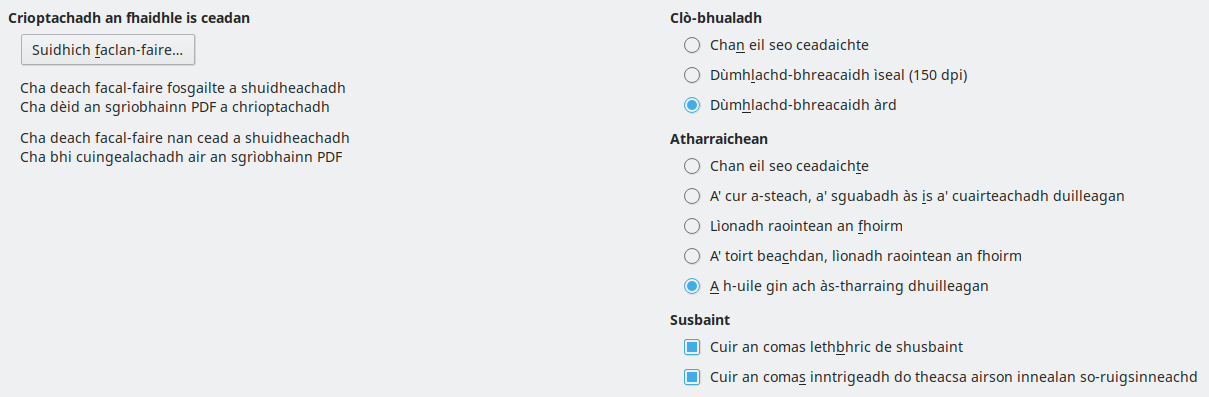 Crioptachadh an fhaidhle is ceadan
Suidhich faclan-faire...
Cha deach facal-faire fosgailte a shuidheachadh
Cha dèid an sgrìobhainn PDF a chrioptachadh
Cha deach facal-faire nan cead a shuidheachadh
Cha bhi cuingealachadh air an sgrìobhainn PDF
Clò-bhualadh
Chan eil seo ceadaichte
Dùmhlachd-bhreacaidh ìseal (150 dpi)
Dùmhlachd-bhreacaidh àrd
Atharraichean
Chan eil seo ceadaichte
A' cur a-steach, a' sguabadh às is a' cuairteachadh duilleagan
Lìonadh raointean an fhoirm
A' toirt beachdan, lìonadh raointean an fhoirm
A h-uile gin ach às-tharraing dhuilleagan
Susbaint
Cuir an comas lethbhric de shusbaint
Cuir an comas inntrigeadh do theacsa airson innealan so-ruigsinneachd